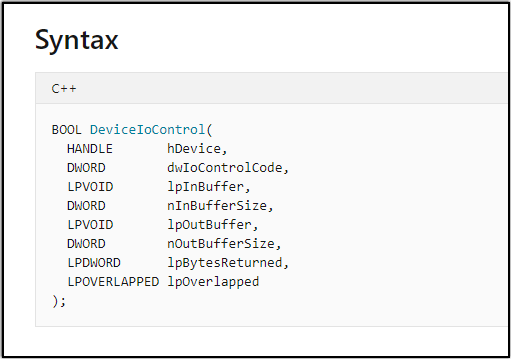 Syntax
C++
BOOL DeviceIoControl(
  HANDLE       hDevice,
  DWORD        dwIoControlCode,
  LPVOID       lpInBuffer,
  DWORD        nInBufferSize,
  LPVOID       lpOutBuffer,
  DWORD        nOutBufferSize,
  LPDWORD      lpBytesReturned,
  LPOVERLAPPED lpOverlapped
);